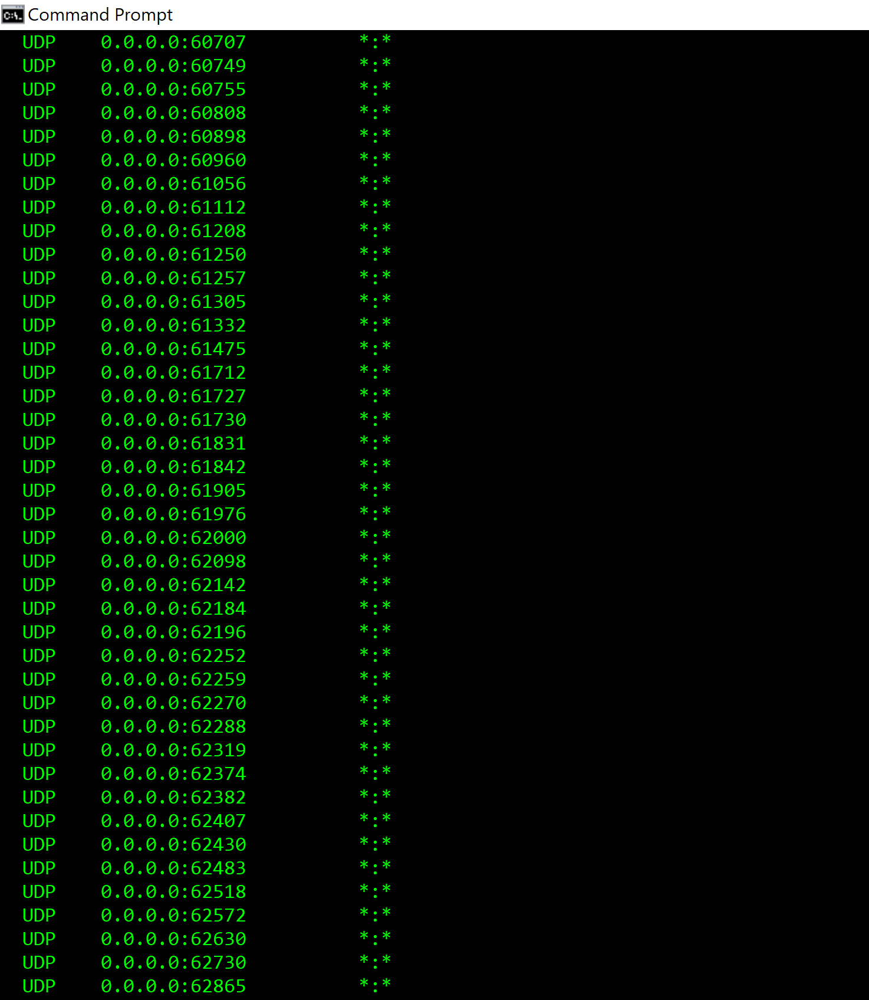 Command Prompt
UDP 0.0.0.0:60707 *:*
UDP 0.0.0.0:60749 *:*
UDP 0.0.0.0:60755 *:*
UDP 0.0.0.0:60808 *:*
UDP 0.0.0.0:60898 *:*
UDP 0.0.0.0:60960 *:*
UDP 0.0.0.0:61056 *:*
UDP 0.0.0.0:61112 *:*
UDP 0.0.0.0:61208 *:*
UDP 0.0.0.0:61250 *:*
UDP 0.0.0.0:61257 *:*
UDP 0.0.0.0:61305 *:*
UDP 0.0.0.0:61332 *:*
UDP 0.0.0.0:61475 *:*
UDP 0.0.0.0:61712 *:*
UDP 0.0.0.0:61727 *:*
UDP 0.0.0.0:61730 *:*
UDP 0.0.0.0:61831 *:*
UDP 0.0.0.0:61842 *:*
UDP 0.0.0.0:61905 *:*
UDP 0.0.0.0:61976 *:*
UDP 0.0.0.0:62000 *:*
UDP 0.0.0.0:62098 *:*
UDP 0.0.0.0:62142 *:*
UDP 0.0.0.0:62184 *:*
UDP 0.0.0.0:62196 *:*
UDP 0.0.0.0:62252 *:*
UDP 0.0.0.0:62259 *:*
UDP 0.0.0.0:62270 *:*
UDP 0.0.0.0:62288 *:*
UDP 0.0.0.0:62319 *:*
UDP 0.0.0.0:62374 *:*
UDP 0.0.0.0:62382 *:*
UDP 0.0.0.0:62407 *:*
UDP 0.0.0.0:62430 *:*
UDP 0.0.0.0:62483 *:*
UDP 0.0.0.0:62518 *:*
UDP 0.0.0.0:62572 *:*
UDP 0.0.0.0:62630 *:*
UDP 0.0.0.0:62730 *:*
UDP 0.0.0.0:62865 *:*